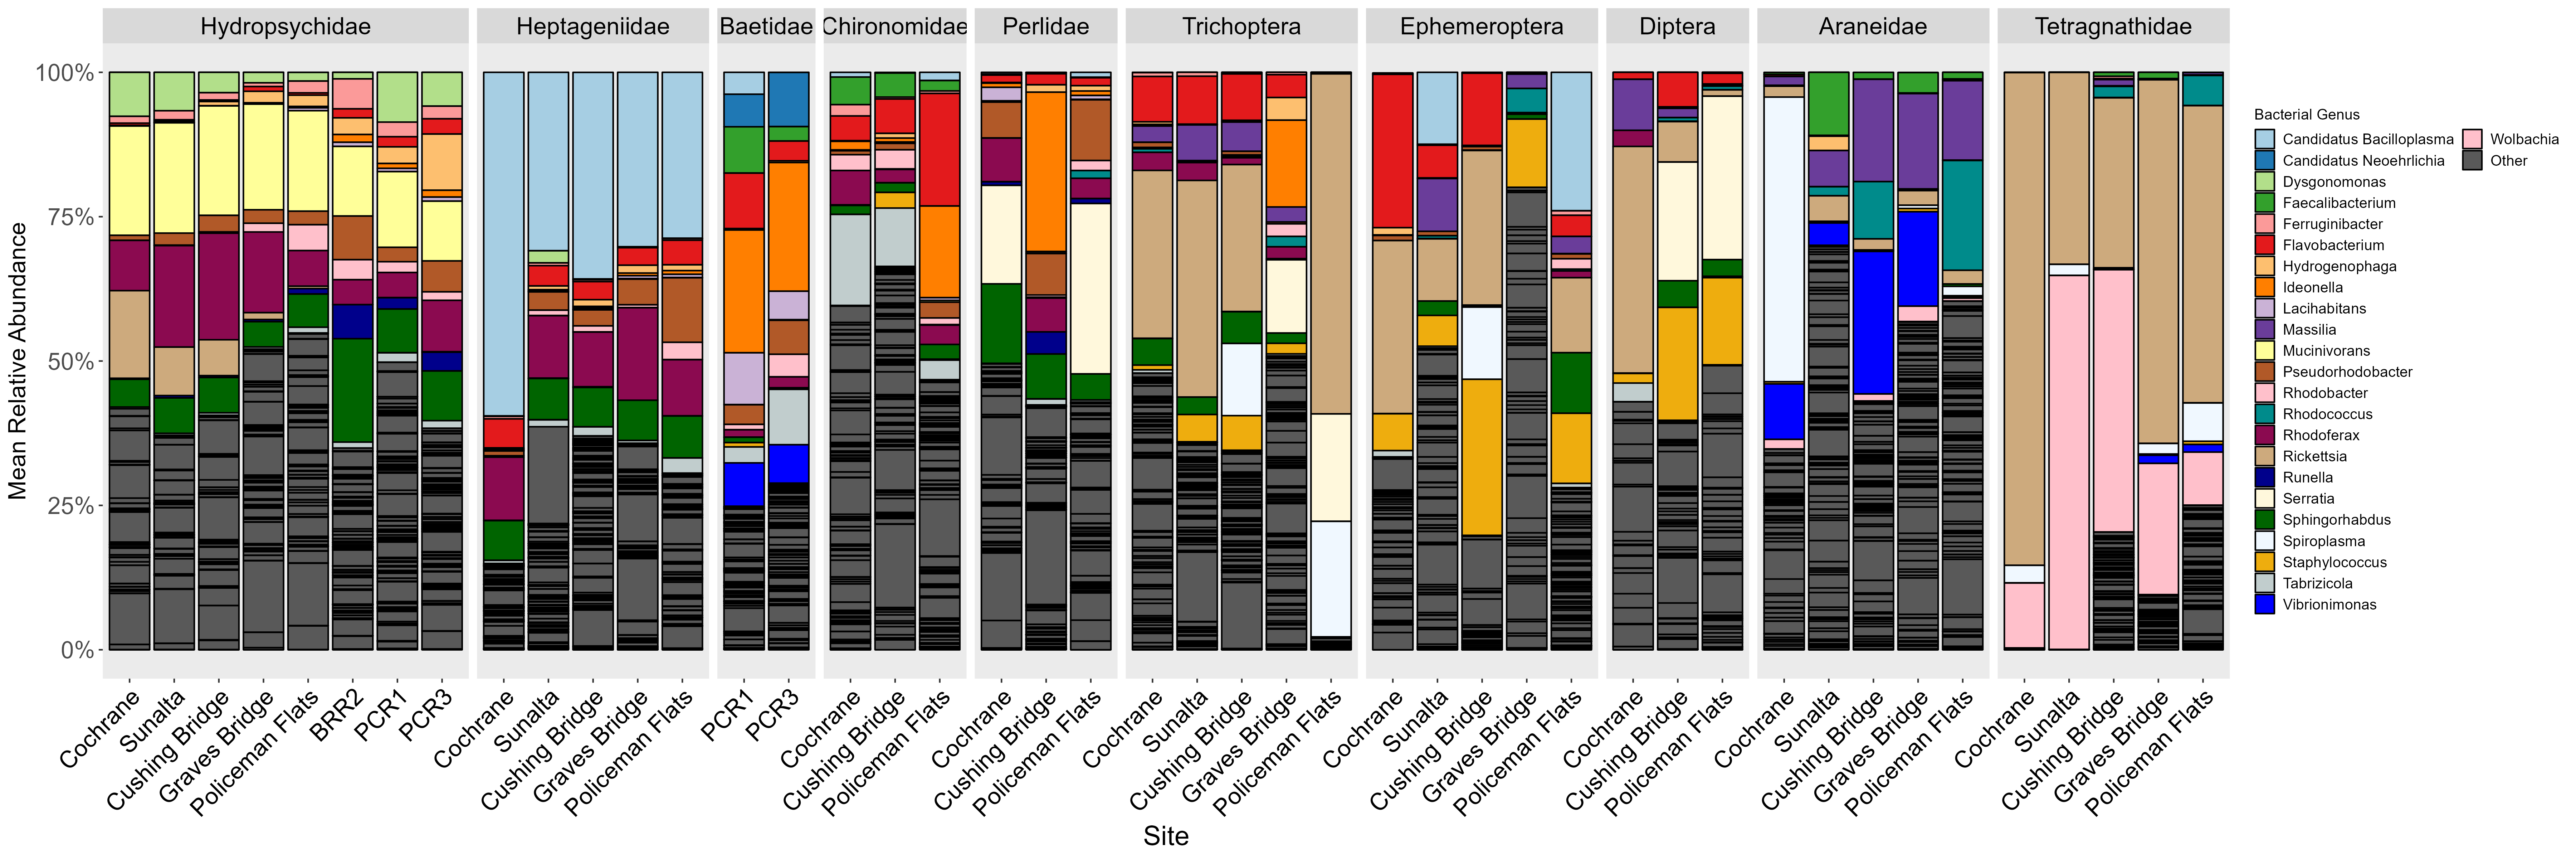 Hydropsychidae
Heptageniidae
Baetidae
Chironomidae
Perlidae
Trichoptera
Ephemeroptera
Diptera
Araneidae
Tetragnathidae
Mean Relative Abundance
100%
75%
50%
25%
0%
Cochrane
Sunalta
Cushing Bridge
Graves Bridge
Policeman Flats
BRR2
PCR1
PCR3
Cochrane
Sunalta
Cushing Bridge
Graves Bridge
Policeman Flats
PCR1
PCR3
Cochrane
Cushing Bridge
Policeman Flats
Cochrane
Cushing Bridge
Policeman Flats
Cochrane
Sunalta
Cushing Bridge
Graves Bridge
Policeman Flats
Cochrane
Sunalta
Cushing Bridge
Graves Bridge
Policeman Flats
Cochrane
Cushing Bridge
Policeman Flats
Cochrane
Sunalta
Cushing Bridge
Graves Bridge
Policeman Flats
Cochrane
Sunalta
Cushing Bridge
Graves Bridge
Policeman Flats
Site
Bacterial Genus
Candidatus Bacilloplasma
Candidatus Neoehrlichia
Dysgonomonas
Faecalibacterium
Ferruginibacter
Flavobacterium
Hydrogenophaga
Ideonella
Lacihabitans
Massilia
Mucinivorans
Pseudorhodobacter
Rhodobacter
Rhodococcus
Rhodoferax
Rickettsia
Runella
Serratia
Sphingorhabdus
Spiroplasma
Staphylococcus
Tabrizicola
Vibrionimonas
Wolbachia
Other